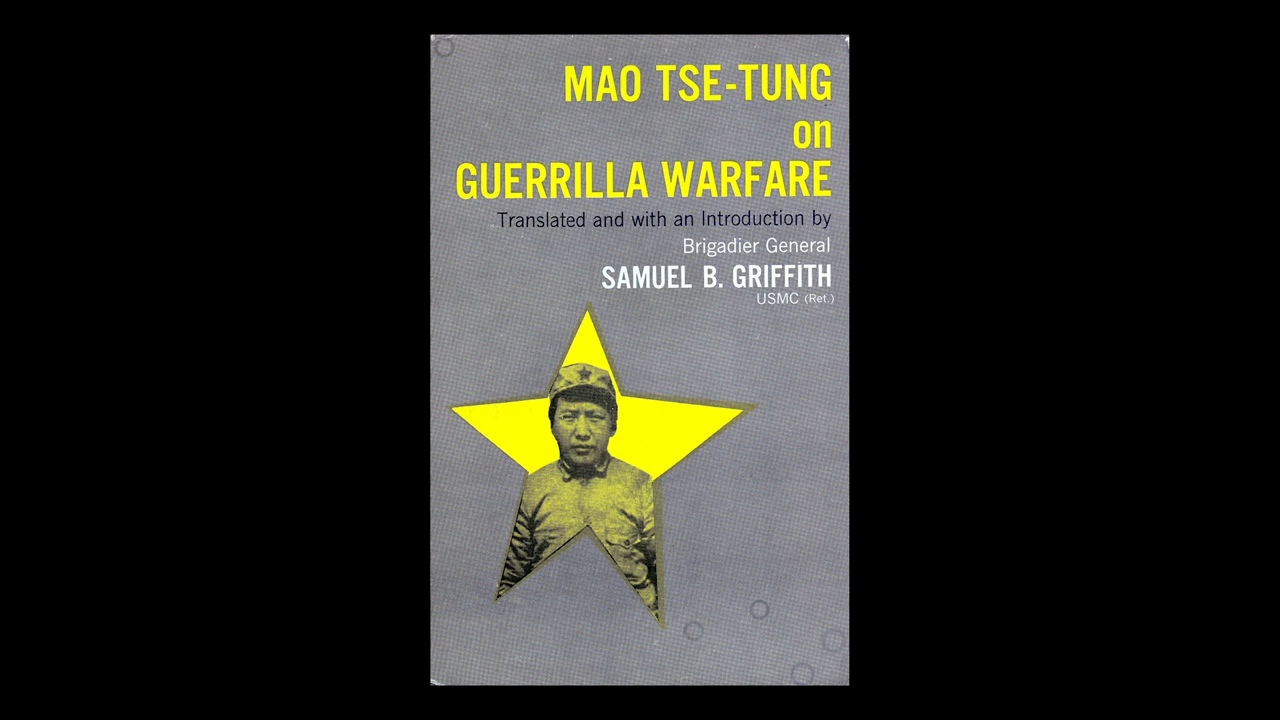 MAO TSE-TUNG
on
GUERRILLA WARFARE
Translated and with an Introduction by
Brigadier General
SAMUEL B. GRIFFITH
USMC (Ret.)